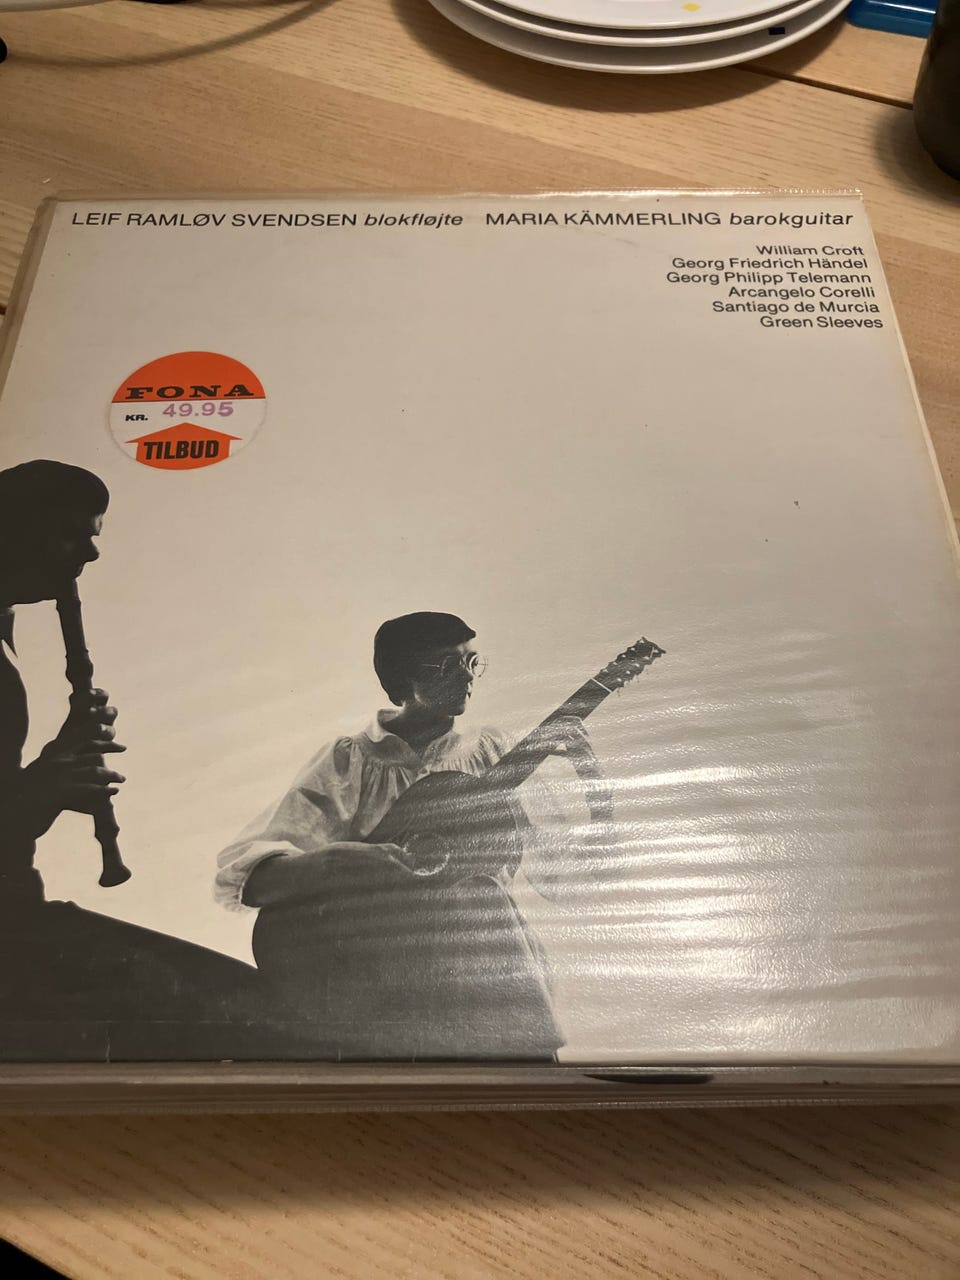 LEIF RAMLØV SVENDSEN blokfløjte MARIA KÄMMERLING barokguitar
William Croft
Georg Friedrich Händel
Georg Philipp Telemann
Arcangelo Corelli
Santiago de Murcia
Green Sleeves
FONA
KR. 49.95
TILBUD